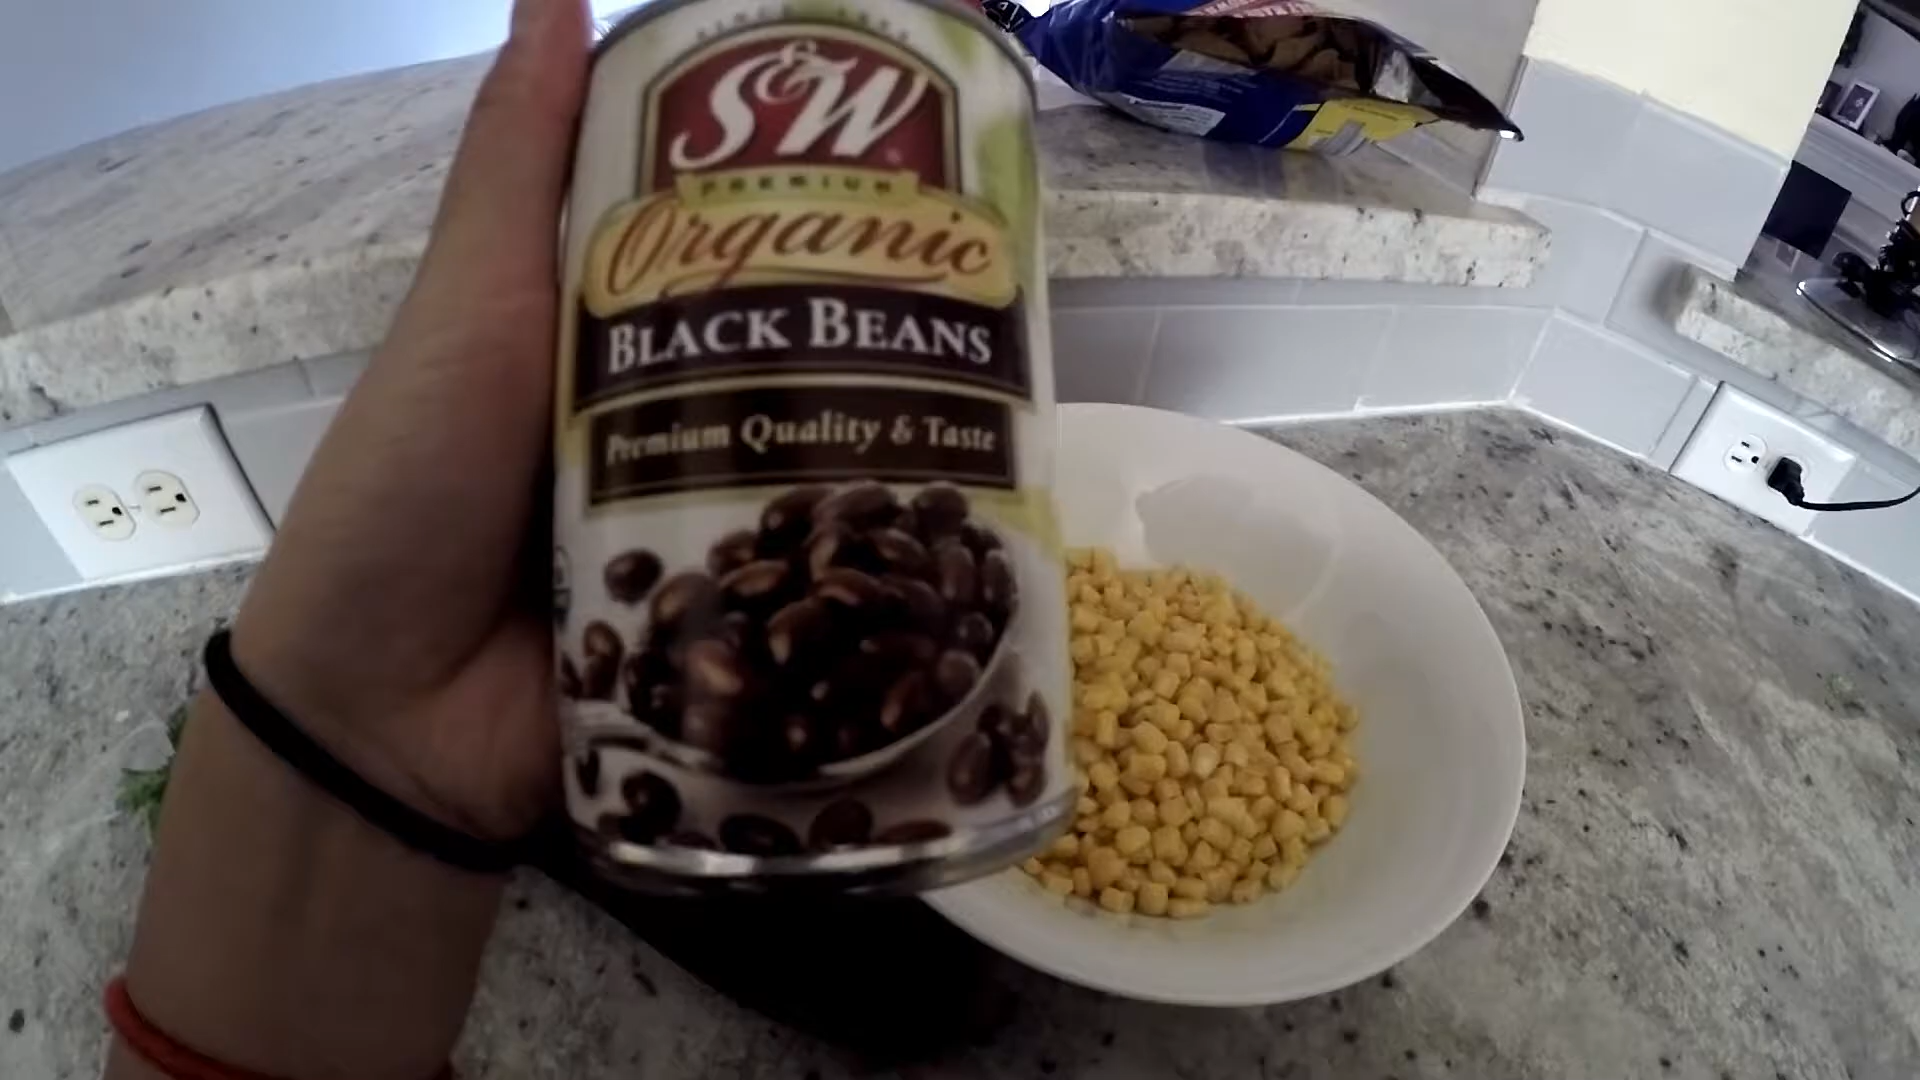 S&W
PREMIUM
Organic
BLACK BEANS
Premium Quality & Taste